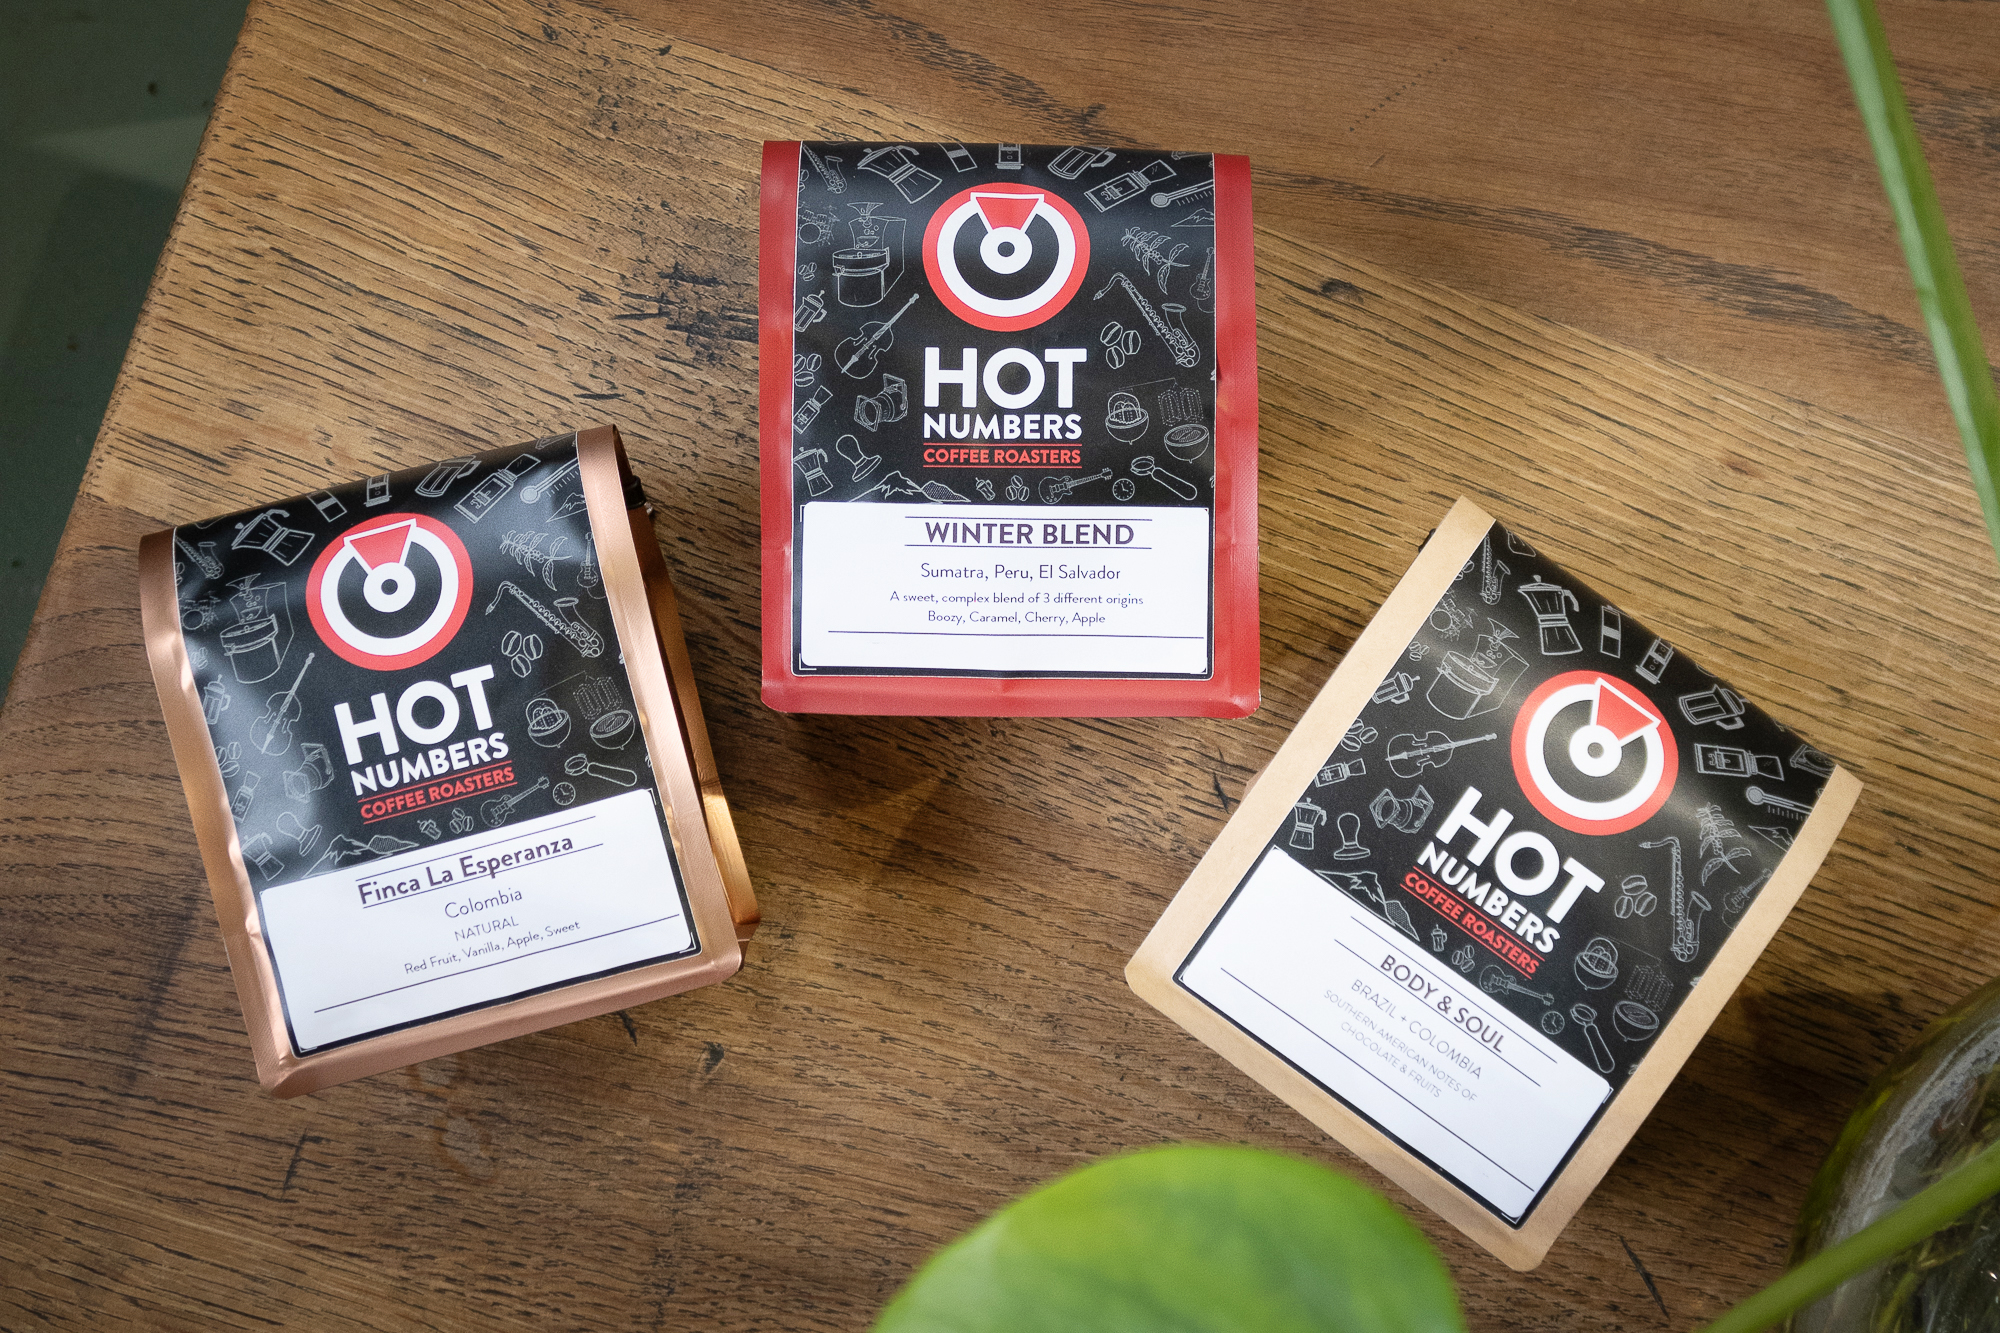 HOT
NUMBERS
COFFEE ROASTERS
Finca La Esperanza
Colombia
NATURAL
Red Fruit, Vanilla, Apple, Sweet
HOT
NUMBERS
COFFEE ROASTERS
WINTER BLEND
Sumatra, Peru, El Salvador
A sweet, complex blend of 3 different origins
Boozy, Caramel, Cherry, Apple
HOT
NUMBERS
COFFEE ROASTERS
BODY & SOUL
BRAZIL + COLOMBIA
SOUTHERN AMERICAN NOTES OF
CHOCOLATE & FRUITS